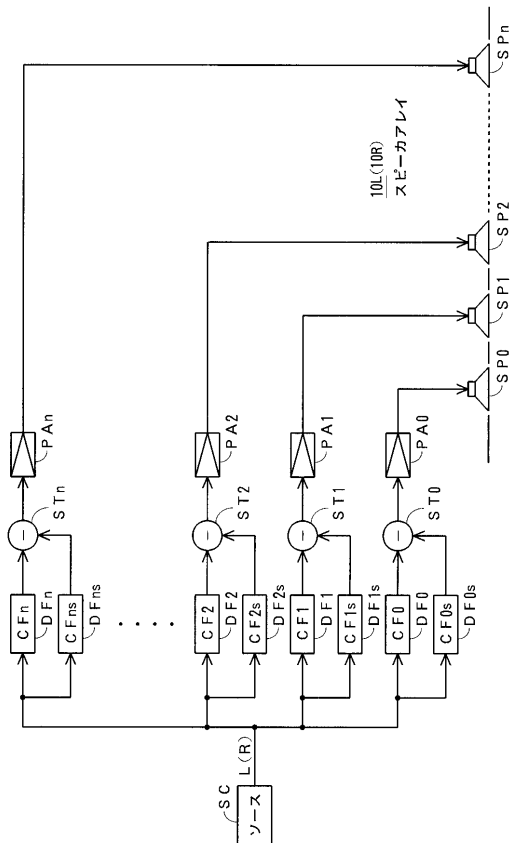 SC
ソース
L(R)
CFn
DFn
CFns
DFns
STn
PAn
CF2
DF2
CF2s
DF2s
ST2
PA2
CF1
DF1
CF1s
DF1s
ST1
PA1
CF0
DF0
CF0s
DF0s
ST0
PA0
10L(10R)
スピーカアレイ
SP0
SP1
SP2
SPn